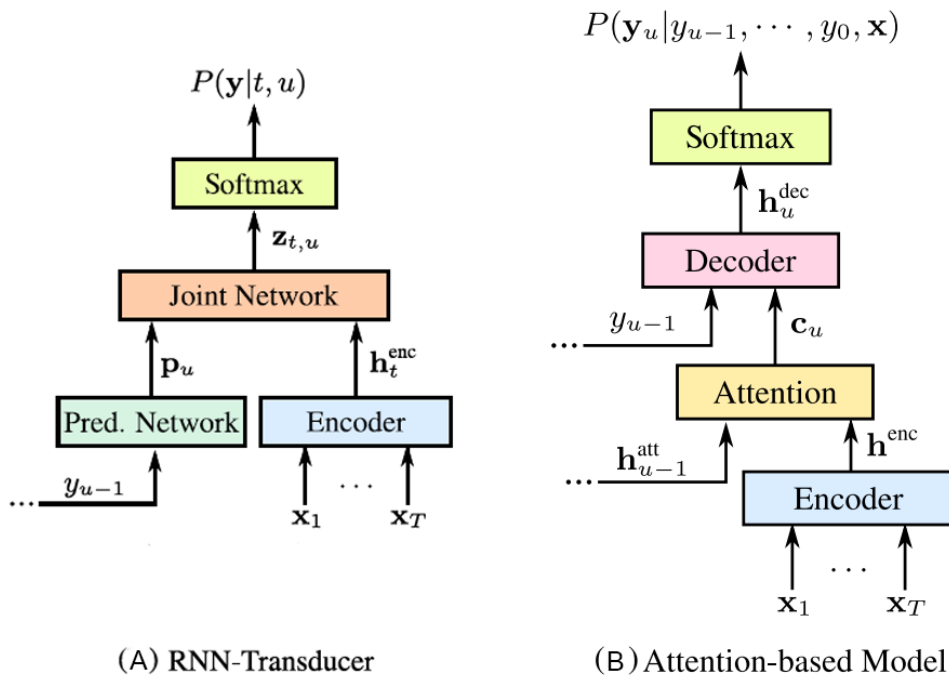 P(y|t, u)
Softmax
z_{t,u}
Joint Network
p_u
h_t^{enc}
Pred. Network
Encoder
... y_{u−1}
x_1 ··· x_T
(A) RNN-Transducer
P(y_u|y_{u−1}, ··· , y_0, x)
Softmax
h_u^{dec}
Decoder
... y_{u−1}
c_u
Attention
... h_{u−1}^{att}
h^{enc}
Encoder
x_1 ··· x_T
(B) Attention-based Model